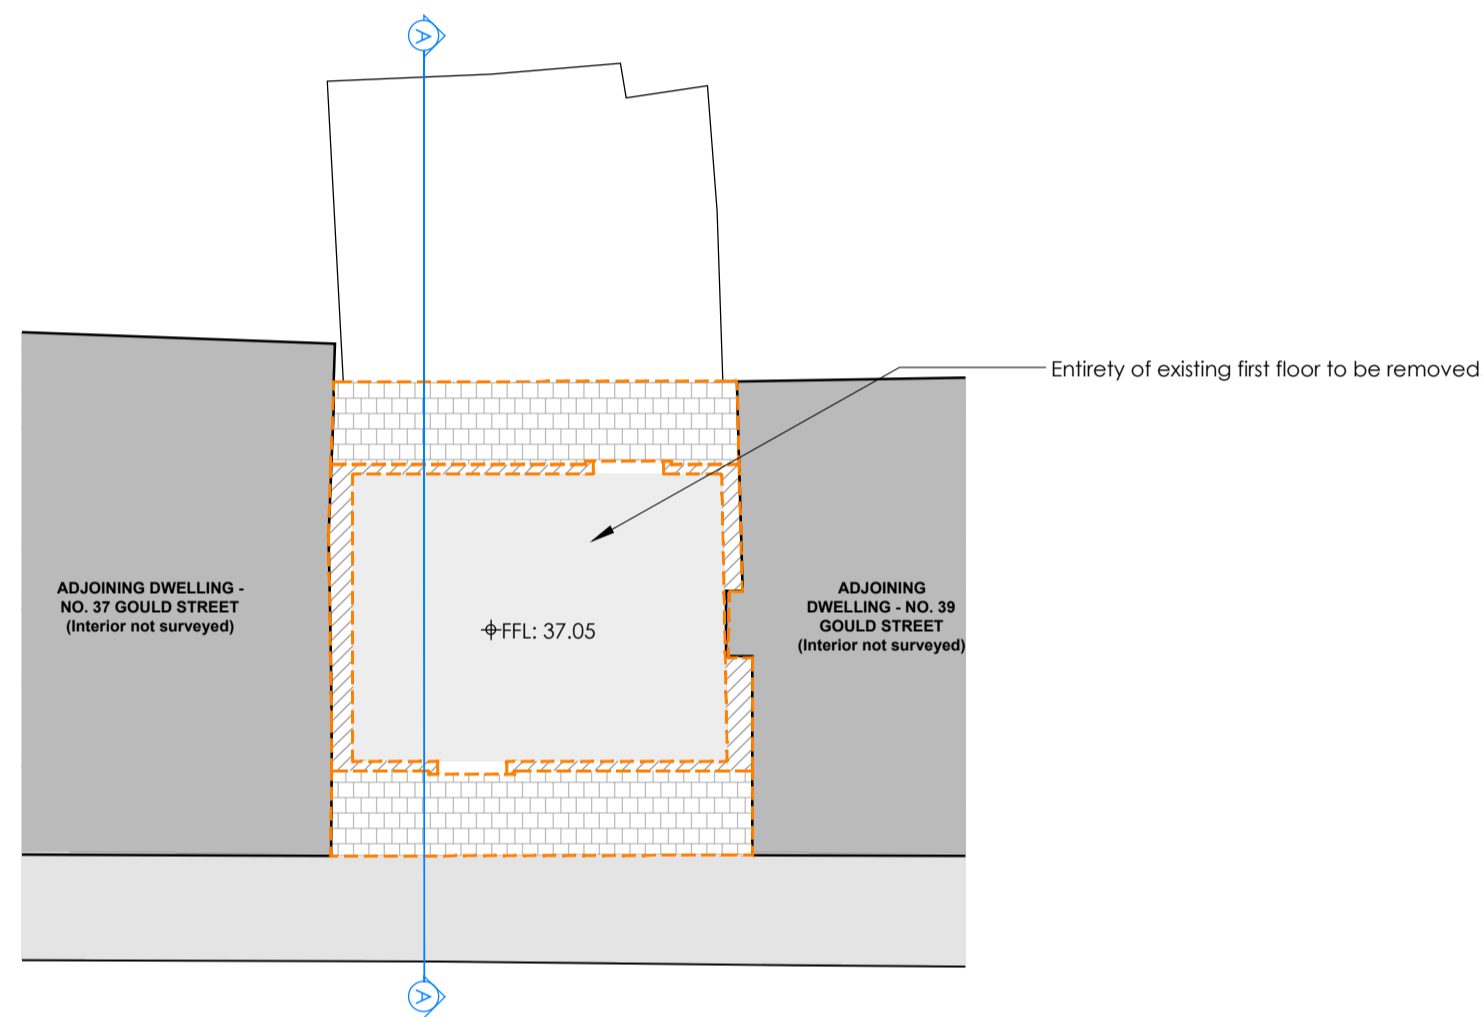 A
Entirety of existing first floor to be removed
ADJOINING DWELLING -
NO. 37 GOULD STREET
(Interior not surveyed)
ADJOINING
DWELLING - NO. 39
GOULD STREET
(Interior not surveyed)
FFL: 37.05
A